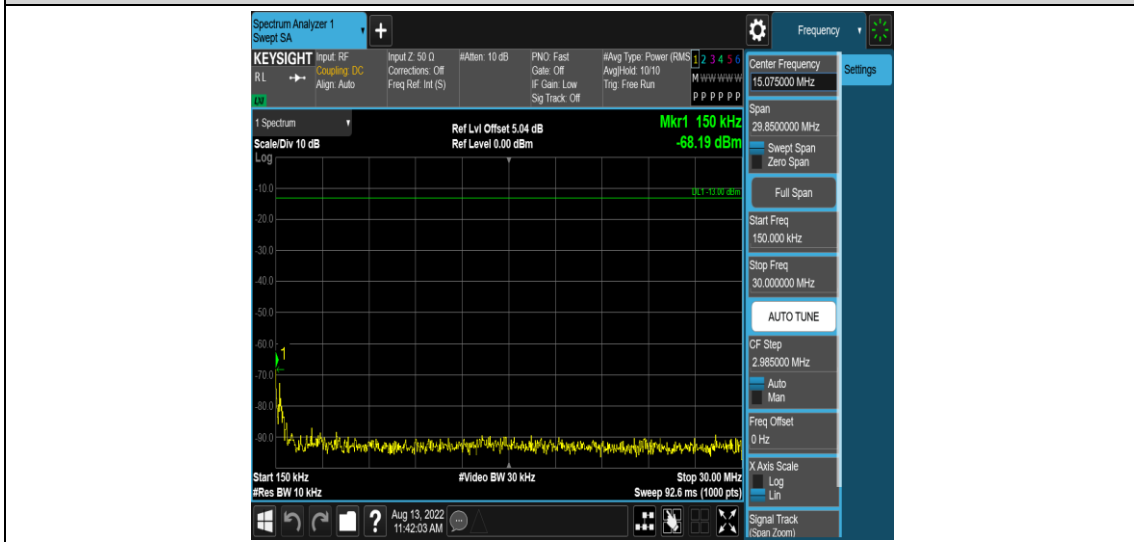 Spectrum Analyzer 1
Swept SA
+
Frequency
KEYSIGHT
RL
LXI
Input: RF
Coupling: DC
Align: Auto
Input Z: 50 Ω
Corrections: Off
Freq Ref: Int (S)
#Atten: 10 dB
PNO: Fast
Gate: Off
IF Gain: Low
Sig Track: Off
#Avg Type: Power (RMS
Avg|Hold: 10/10
Trig: Free Run
1 2 3 4 5 6
M W W W W W
P P P P P P
1 Spectrum
Scale/Div 10 dB
Log
Ref Lvl Offset 5.04 dB
Ref Level 0.00 dBm
Mkr1 150 kHz
-68.19 dBm
DL1 -13.00 dBm
-10.0
-20.0
-30.0
-40.0
-50.0
-60.0
1
-70.0
-80.0
-90.0
Start 150 kHz
#Res BW 10 kHz
#Video BW 30 kHz
Stop 30.00 MHz
Sweep 92.6 ms (1000 pts)
?
Aug 13, 2022
11:42:03 AM
Center Frequency
15.075000 MHz
Settings
Span
29.8500000 MHz
Swept Span
Zero Span
Full Span
Start Freq
150.000 kHz
Stop Freq
30.000000 MHz
AUTO TUNE
CF Step
2.985000 MHz
Auto
Man
Freq Offset
0 Hz
X Axis Scale
Log
Lin
Signal Track
(Span Zoom)